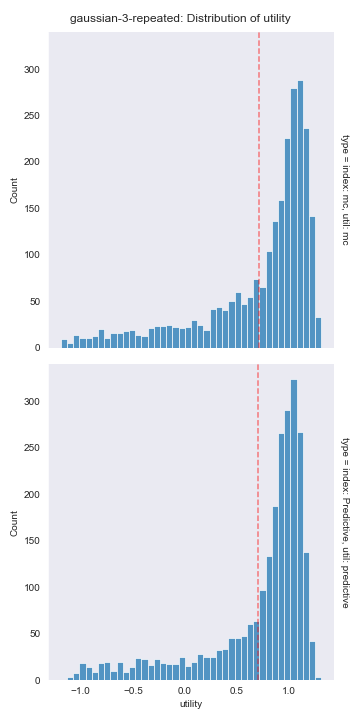 gaussian-3-repeated: Distribution of utility
300
250
200
150
100
50
0
Count
type = index: mc, util: mc
300
250
200
150
100
50
0
Count
type = index: Predictive, util: predictive
−1.0 −0.5 0.0 0.5 1.0
utility